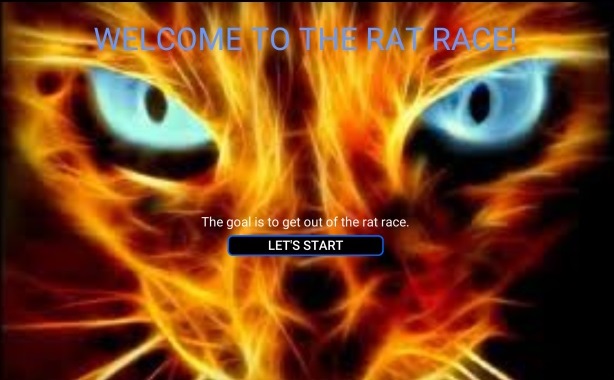 WELCOME TO THE RAT RACE!
The goal is to get out of the rat race.
LET'S START